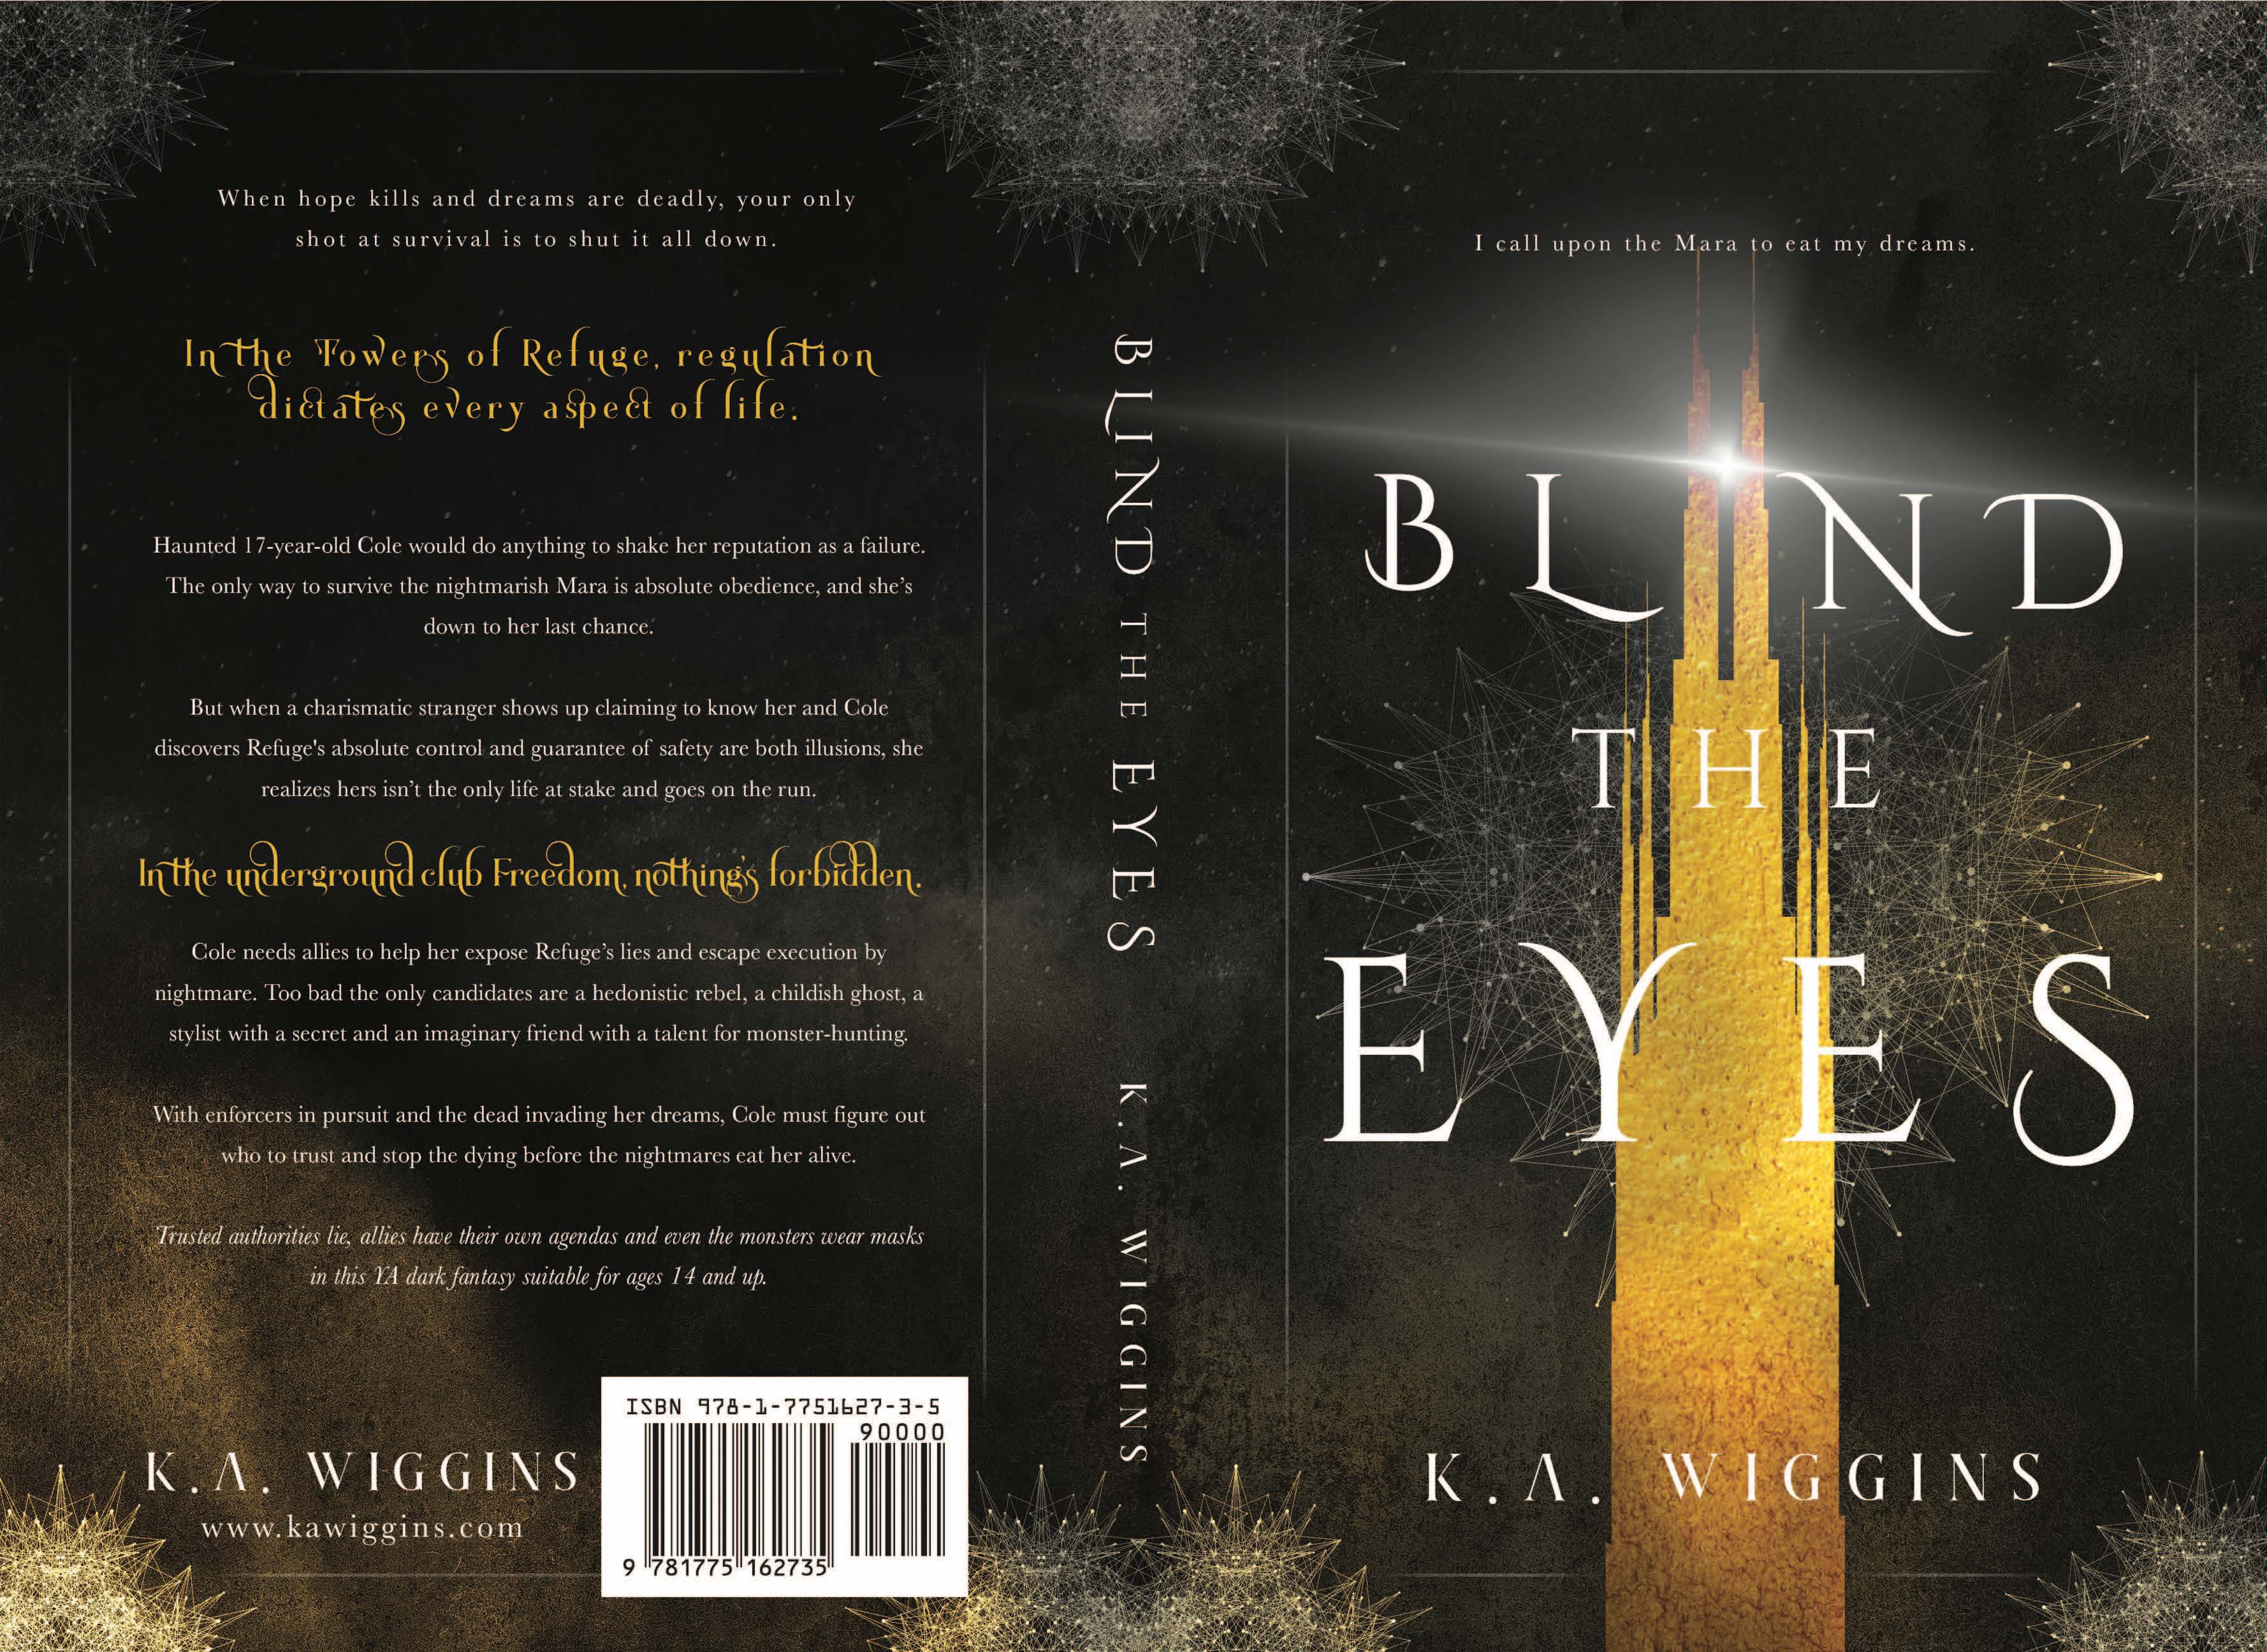 When hope kills and dreams are deadly, your only
shot at survival is to shut it all down.
In the Towers of Refuge, regulation
dictates every aspect of life.
Haunted 17-year-old Cole would do anything to shake her reputation as a failure.
The only way to survive the nightmarish Mara is absolute obedience, and she's
down to her last chance.
But when a charismatic stranger shows up claiming to know her and Cole
discovers Refuge's absolute control and guarantee of safety are both illusions, she
realizes hers isn't the only life at stake and goes on the run.
In the underground club Freedom, nothing's forbidden.
Cole needs allies to help her expose Refuge's lies and escape execution by
nightmare. Too bad the only candidates are a hedonistic rebel, a childish ghost, a
stylist with a secret and an imaginary friend with a talent for monster-hunting.
With enforcers in pursuit and the dead invading her dreams, Cole must figure out
who to trust and stop the dying before the nightmares eat her alive.
Trusted authorities lie, allies have their own agendas and even the monsters wear masks
in this YA dark fantasy suitable for ages 14 and up.
K.A. WIGGINS
www.kawiggins.com
ISBN 978-1-7751627-3-5
90000
9 781775 162735
BLIND THE EYES K.A. WIGGINS
I call upon the Mara to eat my dreams.
BLIND
THE
EYES
K.A. WIGGINS